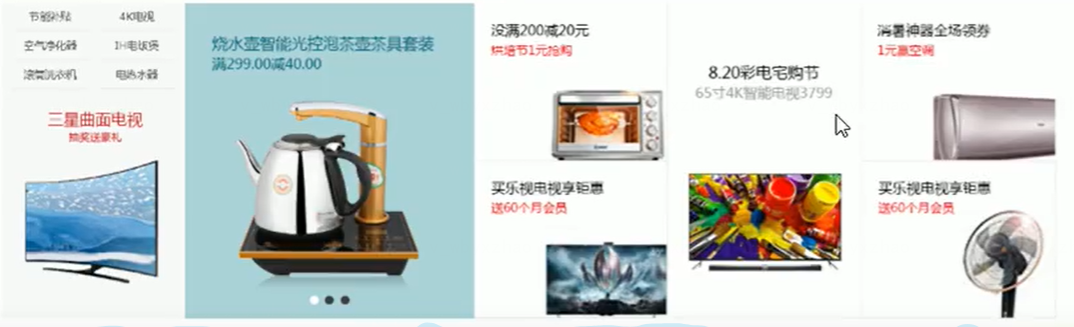 节能补贴
4K电视
空气净化器
IH电饭煲
滚筒洗衣机
电热水器
三星曲面电视
抽奖送豪礼
烧水壶智能光控泡茶壶茶具套装
满299.00减40.00
没满200减20元
烘焙节1元抢购
买乐视电视享钜惠
送60个月会员
8.20彩电宅购节
65寸4K智能电视3799
消暑神器全场领券
1元赢空调
买乐视电视享钜惠
送60个月会员